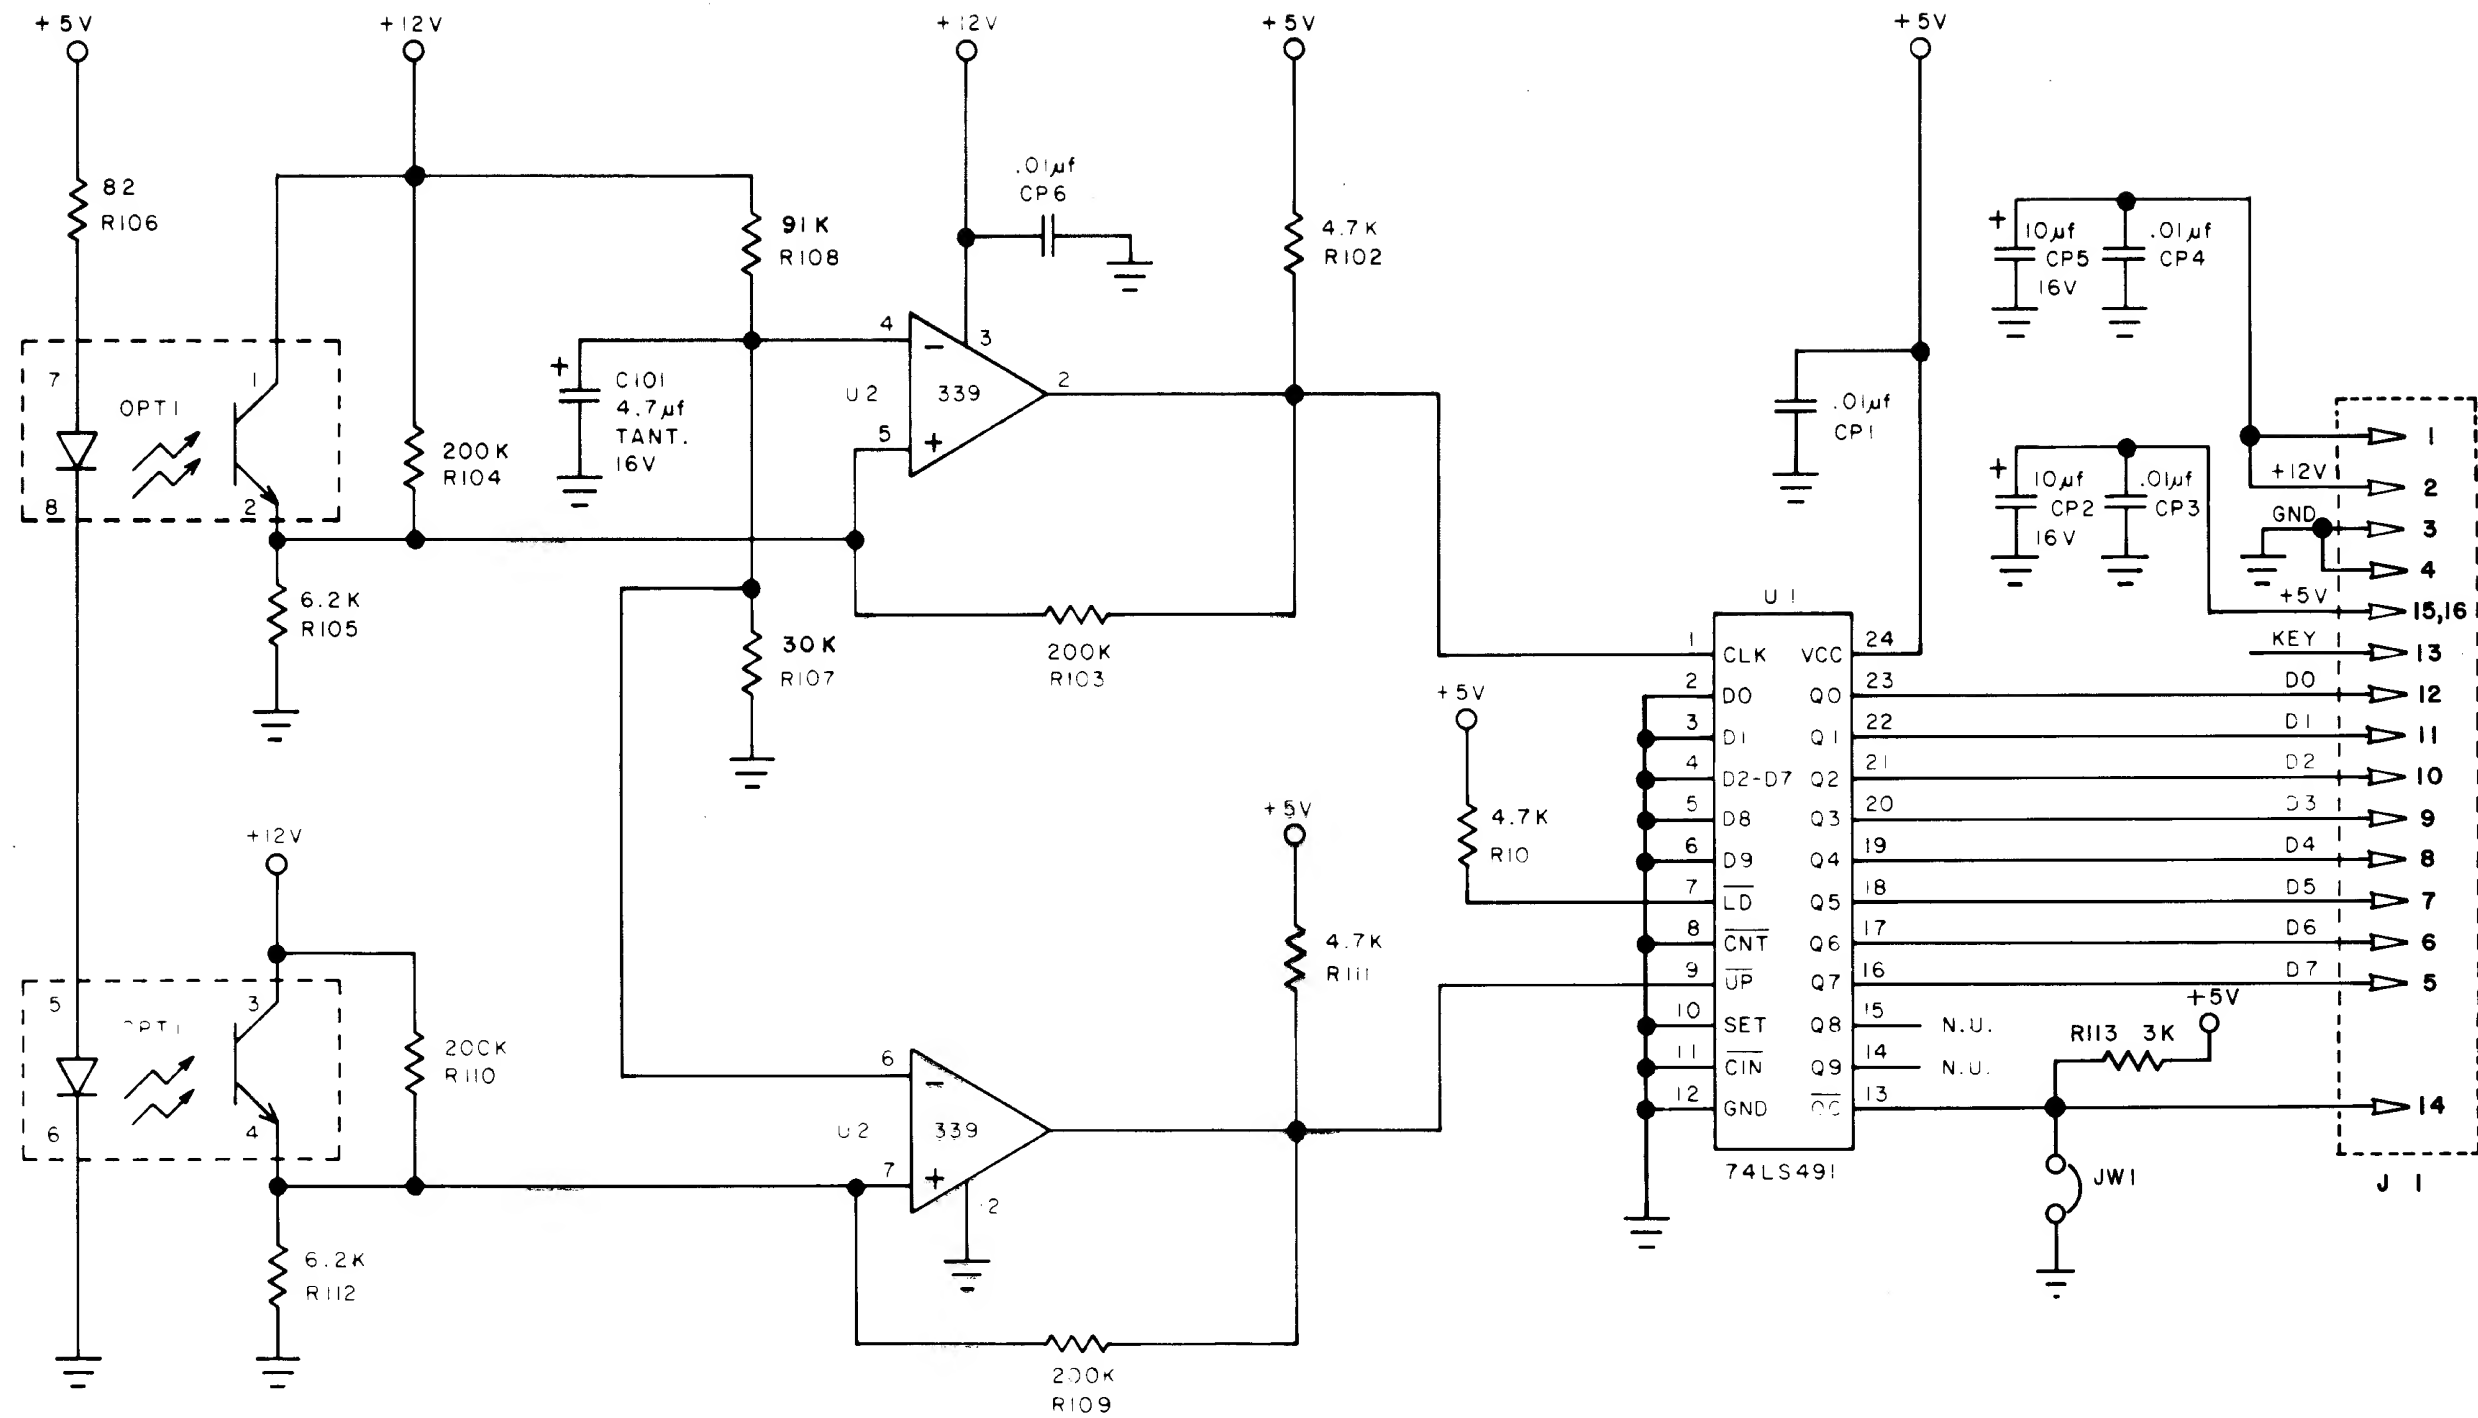 +5V
+12V
+12V
+5V
+5V
82
R106
91K
R108
.01µf
CP6
4.7K
R102
+
10µf
CP5
16V
.01µf
CP4
7
OPT1
1
8
2
200K
R104
+
C101
4.7µf
TANT.
16V
4
-
3
U2
339
2
5
+
.01µf
CP1
+
10µf
CP2
16V
.01µf
CP3
1
+12V
2
GND
3
4
+5V
15,16
KEY
13
6.2K
R105
30K
R107
200K
R103
U1
1
CLK
VCC
24
2
D0
Q0
23
D0
12
3
D1
Q1
22
D1
11
4
D2-D7
Q2
21
D2
10
5
D8
Q3
20
D3
9
6
D9
Q4
19
D4
8
7
LD
Q5
18
D5
7
8
CNT
Q6
17
D6
6
9
UP
Q7
16
D7
5
10
SET
Q8
15
N.U.
11
CIN
Q9
14
N.U.
12
GND
OC
13
14
74LS491
+5V
4.7K
R10
+5V
4.7K
R111
+5V
R113 3K
JW1
J1
+12V
5
3
6
4
200K
R110
6
-
U2
339
7
+
6.2K
R112
200K
R109